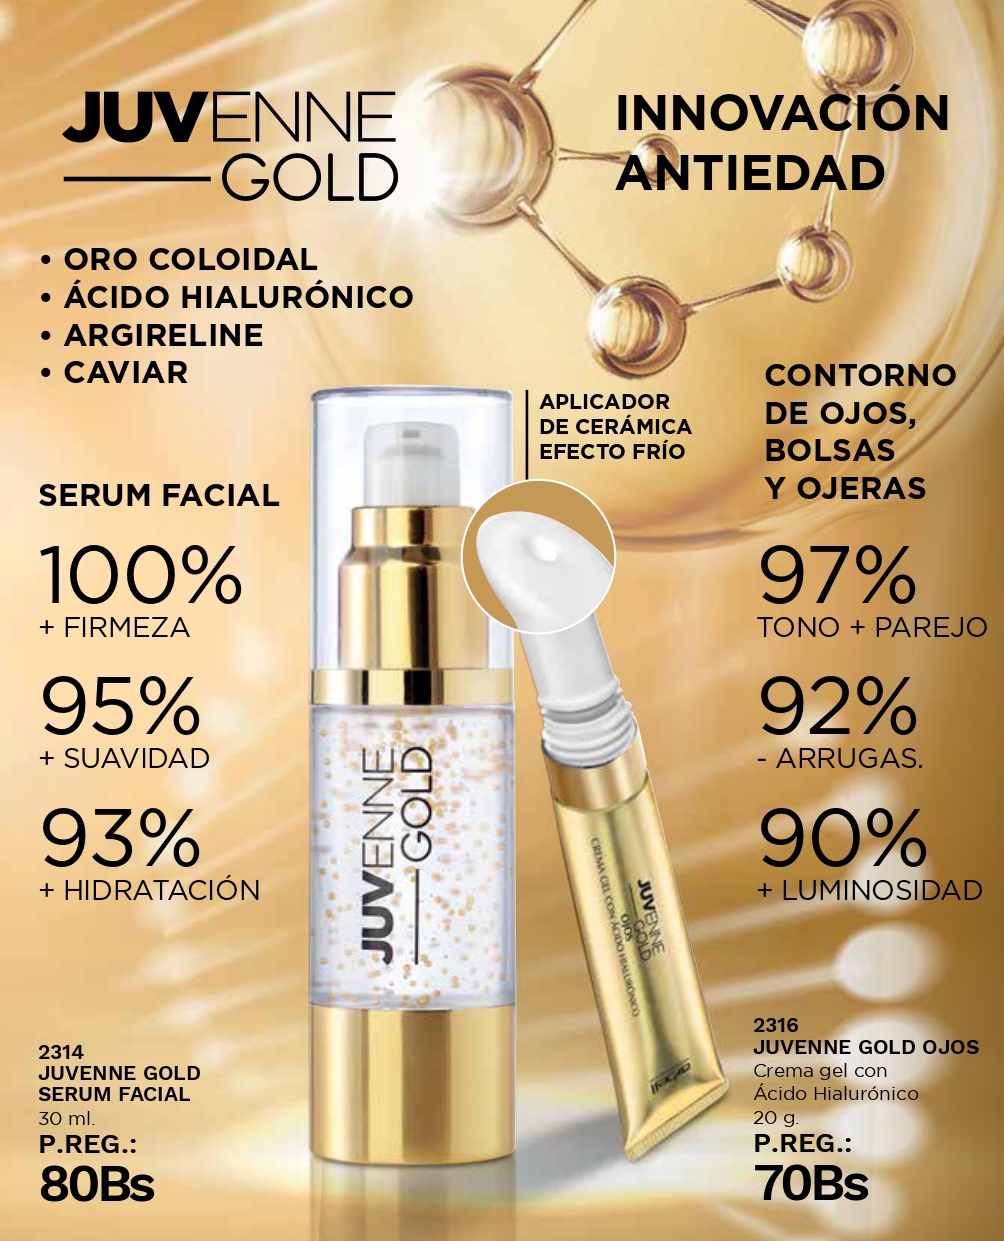 JUVENNE
GOLD
INNOVACIÓN
ANTIEDAD
• ORO COLOIDAL
• ÁCIDO HIALURÓNICO
• ARGIRELINE
• CAVIAR
APLICADOR
DE CERÁMICA
EFECTO FRÍO
CONTORNO
DE OJOS,
BOLSAS
Y OJERAS
SERUM FACIAL
100%
+ FIRMEZA
95%
+ SUAVIDAD
93%
+ HIDRATACIÓN
97%
TONO + PAREJO
92%
- ARRUGAS.
90%
+ LUMINOSIDAD
JUVENNE
GOLD
JUVENNE
GOLD
OJOS
CREMA GEL CON ÁCIDO HIALURÓNICO
2314
JUVENNE GOLD
SERUM FACIAL
30 ml.
P.REG.:
80Bs
2316
JUVENNE GOLD OJOS
Crema gel con
Ácido Hialurónico
20 g.
P.REG.:
70Bs